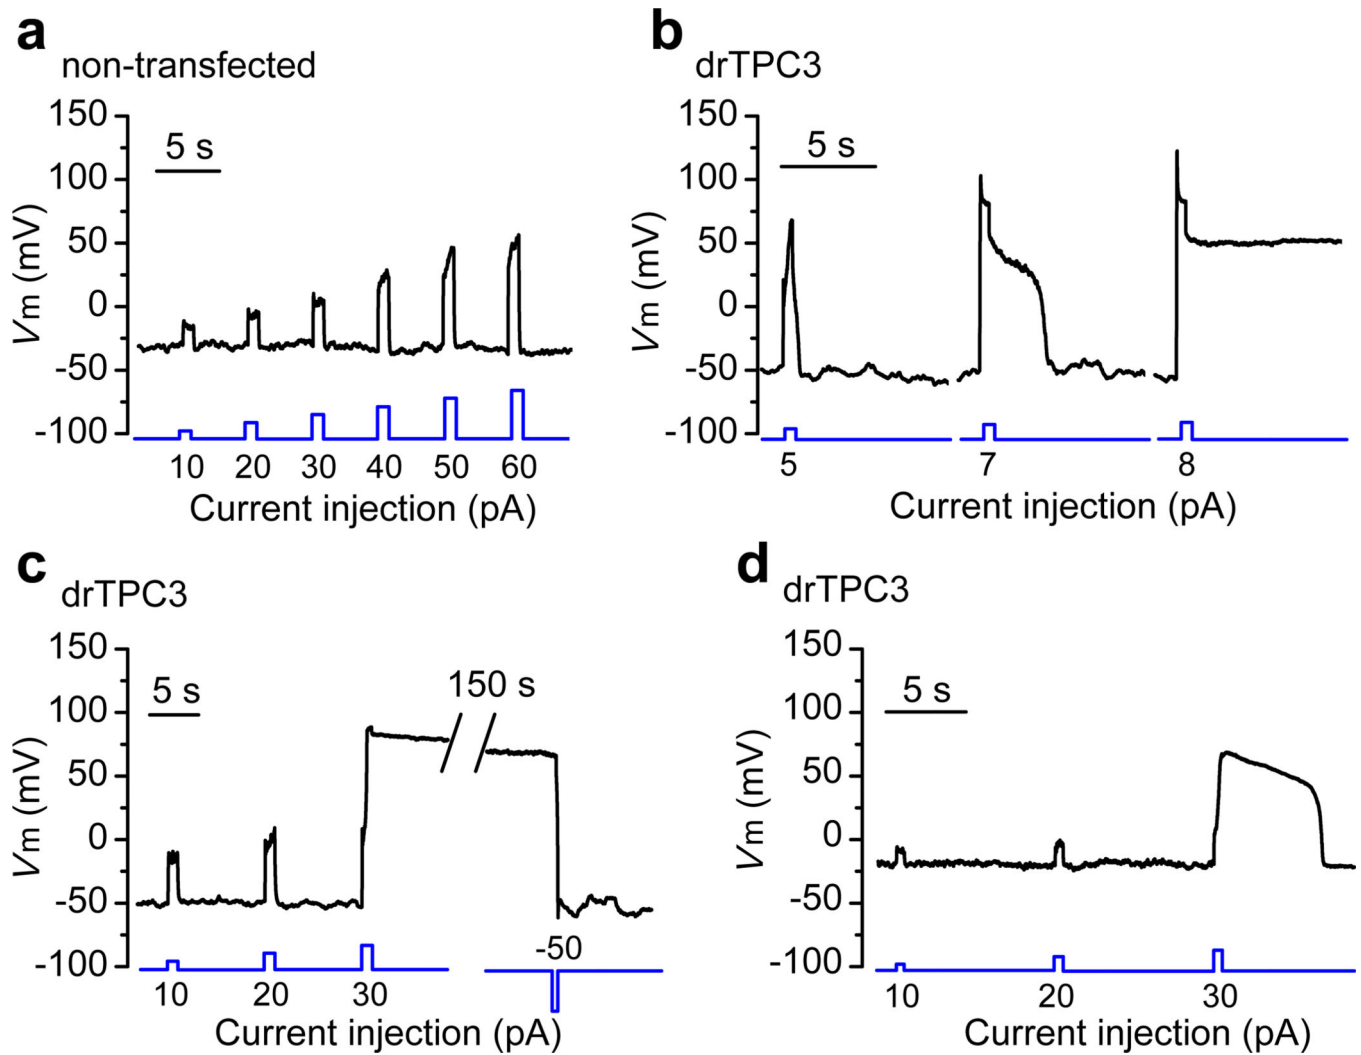 a
non-transfected
150
100
50
0
-50
-100
Vm (mV)
5 s
10 20 30 40 50 60
Current injection (pA)
b
drTPC3
150
100
50
0
-50
-100
Vm (mV)
5 s
5 7 8
Current injection (pA)
c
drTPC3
150
100
50
0
-50
-100
Vm (mV)
5 s
150 s
-50
10 20 30
Current injection (pA)
d
drTPC3
150
100
50
0
-50
-100
Vm (mV)
5 s
10 20 30
Current injection (pA)